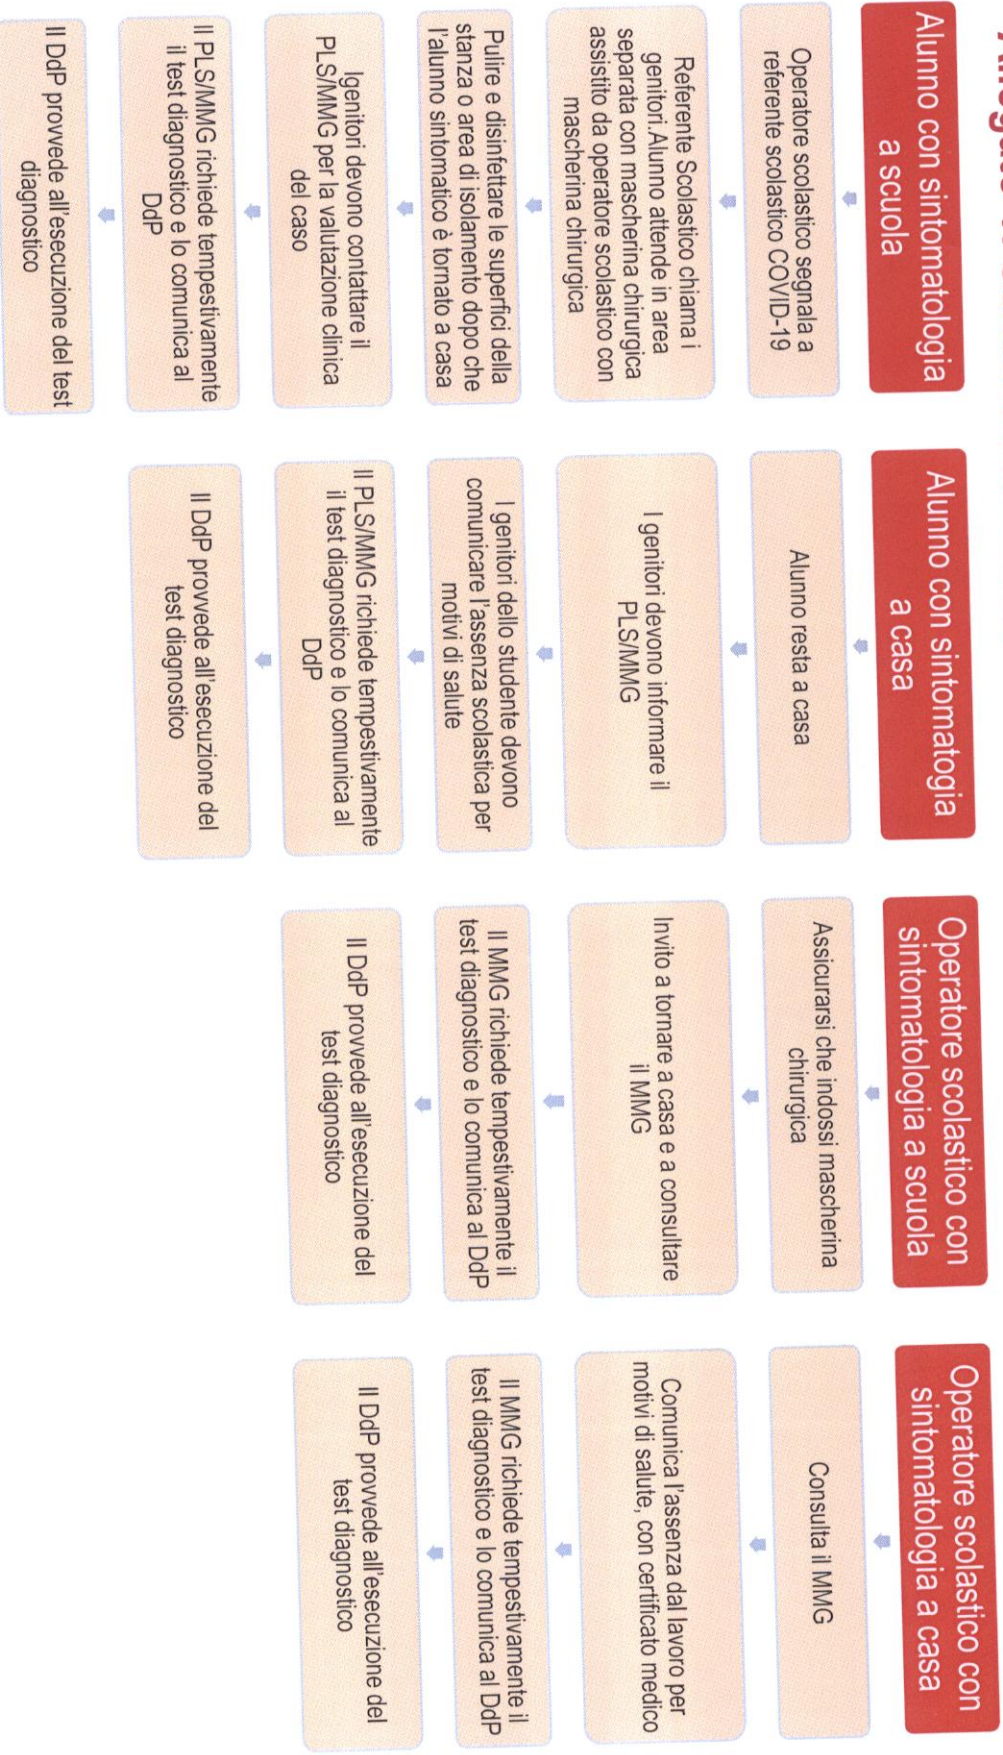 Alunno con sintomatologia
a scuola
Operatore scolastico segnala a
referente scolastico COVID-19
Referente Scolastico chiama i
genitori. Alunno attende in area
separata con mascherina chirurgica
assistito da operatore scolastico con
mascherina chirurgica
Pulire e disinfettare le superfici della
stanza o area di isolamento dopo che
l'alunno sintomatico è tornato a casa
Igenitori devono contattare il
PLS/MMG per la valutazione clinica
del caso
Il PLS/MMG richiede tempestivamente
il test diagnostico e lo comunica al
DdP
Il DdP provvede all'esecuzione del test
diagnostico
Alunno con sintomatogia
a casa
Alunno resta a casa
I genitori devono informare il
PLS/MMG
I genitori dello studente devono
comunicare l'assenza scolastica per
motivi di salute
Il PLS/MMG richiede tempestivamente
il test diagnostico e lo comunica al
DdP
Il DdP provvede all'esecuzione del
test diagnostico
Operatore scolastico con
sintomatologia a scuola
Assicurarsi che indossi mascherina
chirurgica
Invito a tornare a casa e a consultare
il MMG
Il MMG richiede tempestivamente il
test diagnostico e lo comunica al DdP
Il DdP provvede all'esecuzione del
test diagnostico
Operatore scolastico con
sintomatologia a casa
Consulta il MMG
Comunica l'assenza dal lavoro per
motivi di salute, con certificato medico
Il MMG richiede tempestivamente il
test diagnostico e lo comunica al DdP
Il DdP provvede all'esecuzione del
test diagnostico